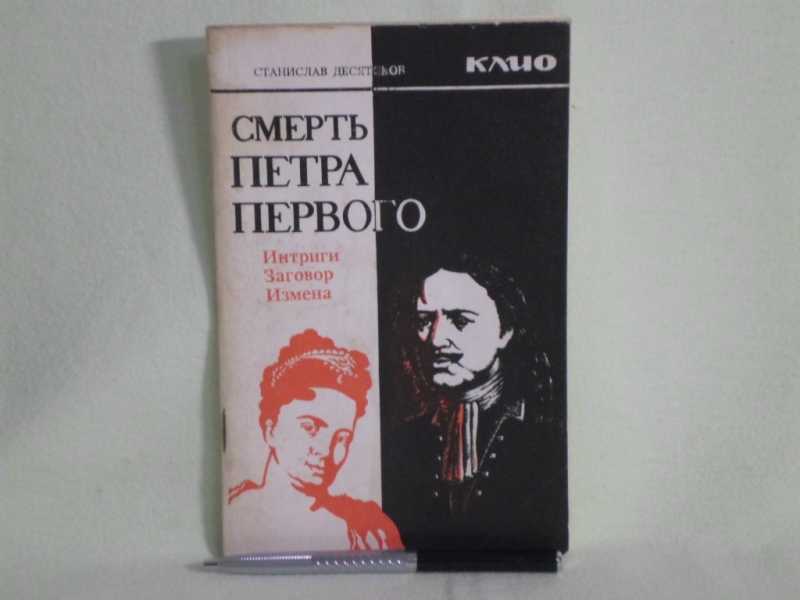 СТАНИСЛАВ ДЕСЯТСКОВ
КЛИО
СМЕРТЬ
ПЕТРА
ПЕРВОГО
Интриги
Заговор
Измена